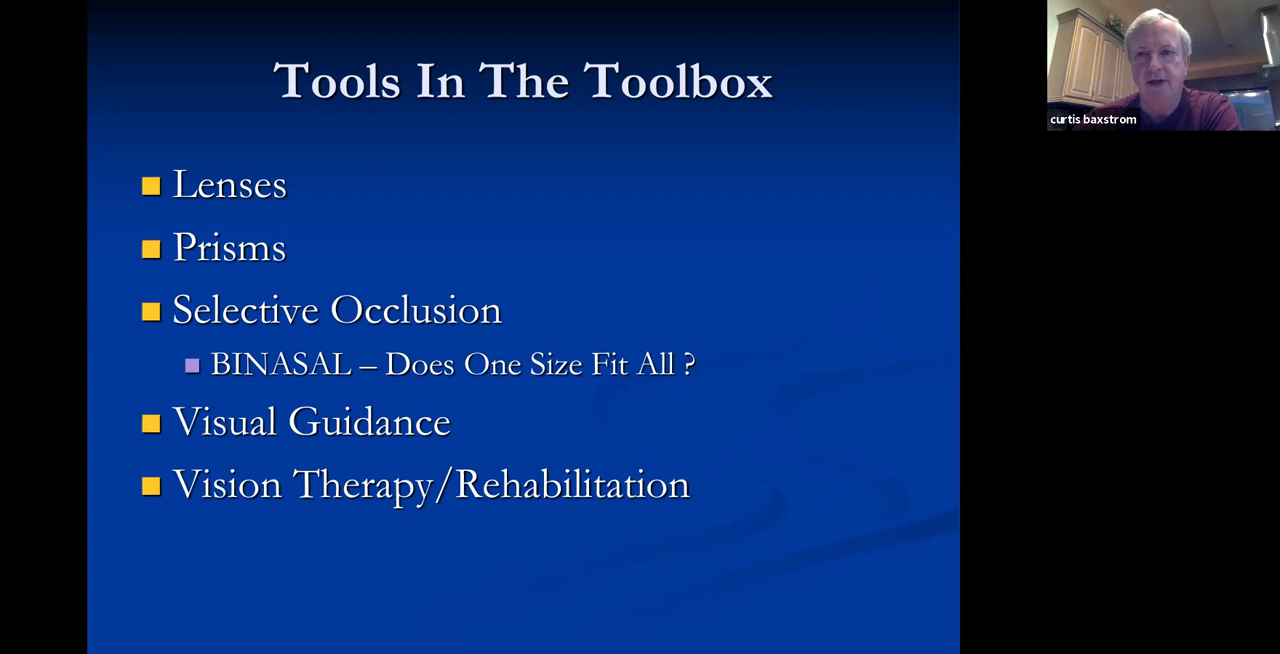 Tools In The Toolbox
Lenses
Prisms
Selective Occlusion
BINASAL – Does One Size Fit All ?
Visual Guidance
Vision Therapy/Rehabilitation
curtis baxstrom